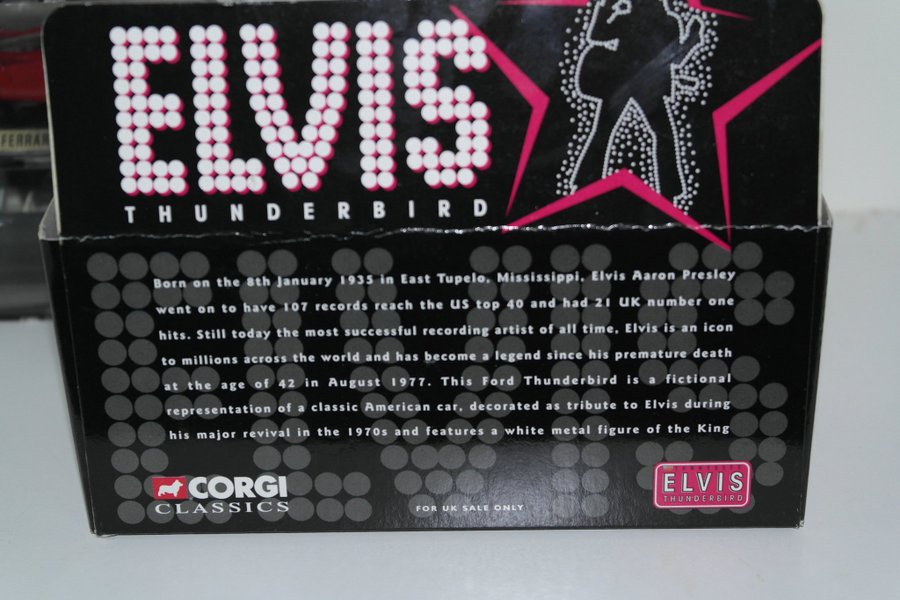 ELVIS
THUNDERBIRD
FERRAR
Born on the 8th January 1935 in East Tupelo, Mississippi, Elvis Aaron Presley
went on to have 107 records reach the US top 40 and had 21 UK number one
hits. Still today the most successful recording artist of all time, Elvis is an icon
to millions across the world and has become a legend since his premature death
at the age of 42 in August 1977. This Ford Thunderbird is a fictional
representation of a classic American car, decorated as tribute to Elvis during
his major revival in the 1970s and features a white metal figure of the King
CORGI
CLASSICS
FOR UK SALE ONLY
ELVIS
THUNDERBIRD